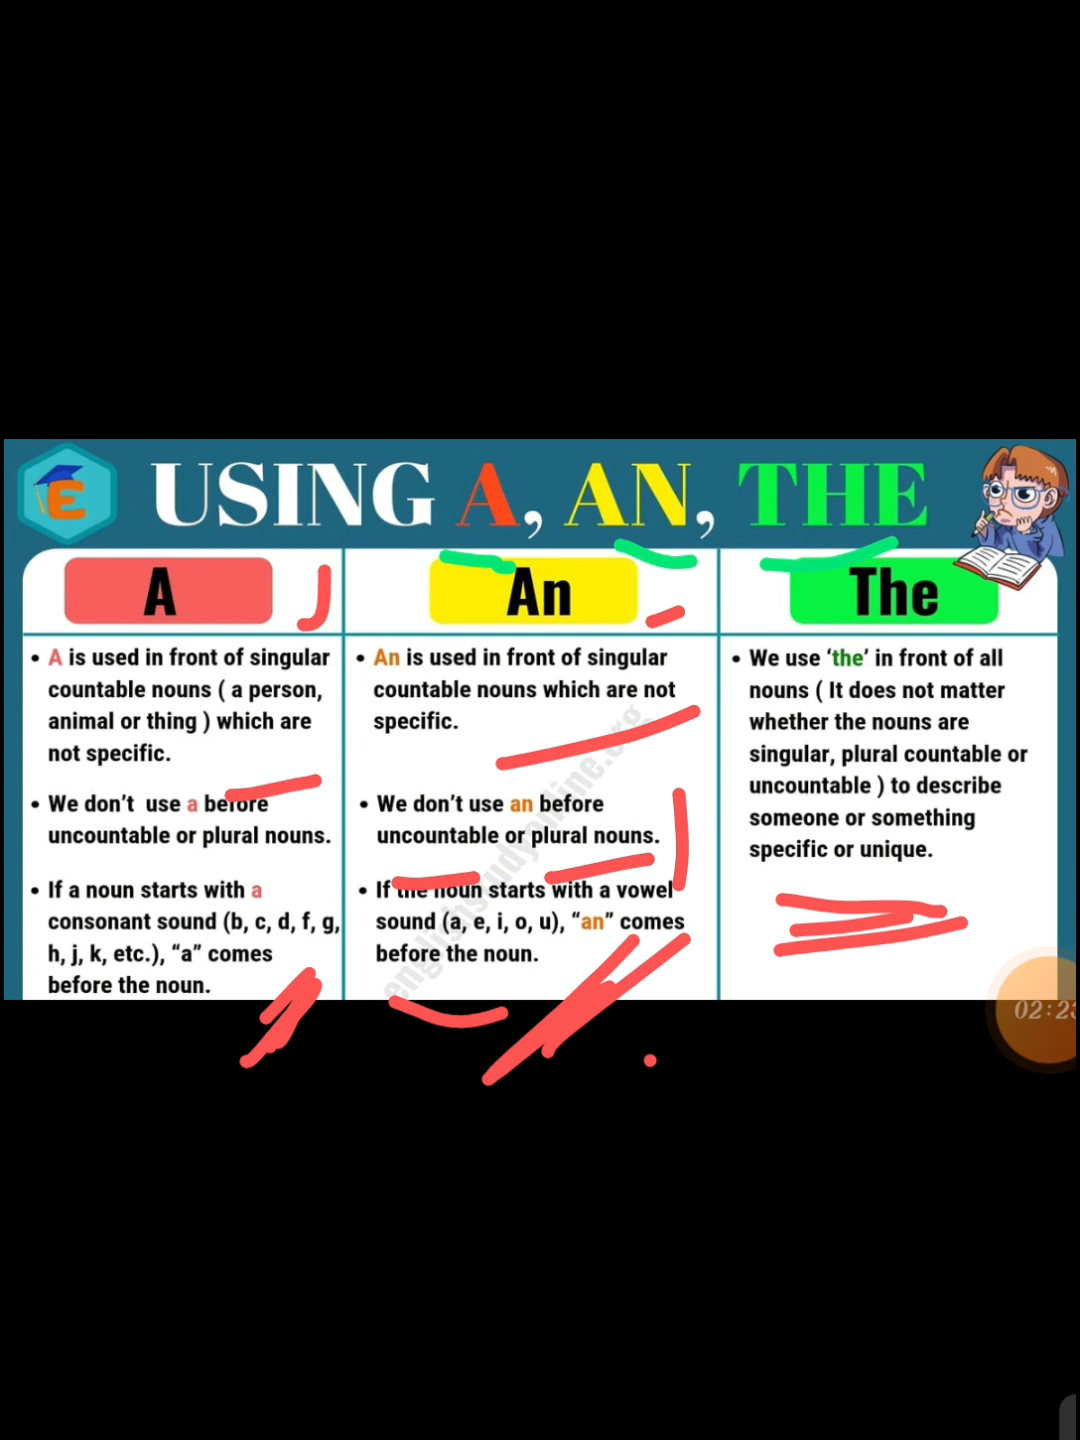 E
USING A, AN, THE
A
An
The
• A is used in front of singular
countable nouns ( a person,
animal or thing ) which are
not specific.
• We don’t use a before
uncountable or plural nouns.
• If a noun starts with a
consonant sound (b, c, d, f, g,
h, j, k, etc.), “a” comes
before the noun.
• An is used in front of singular
countable nouns which are not
specific.
• We don’t use an before
uncountable or plural nouns.
• If the noun starts with a vowel
sound (a, e, i, o, u), “an” comes
before the noun.
• We use ‘the’ in front of all
nouns ( It does not matter
whether the nouns are
singular, plural countable or
uncountable ) to describe
someone or something
specific or unique.
englishstudyonline.org
02:23